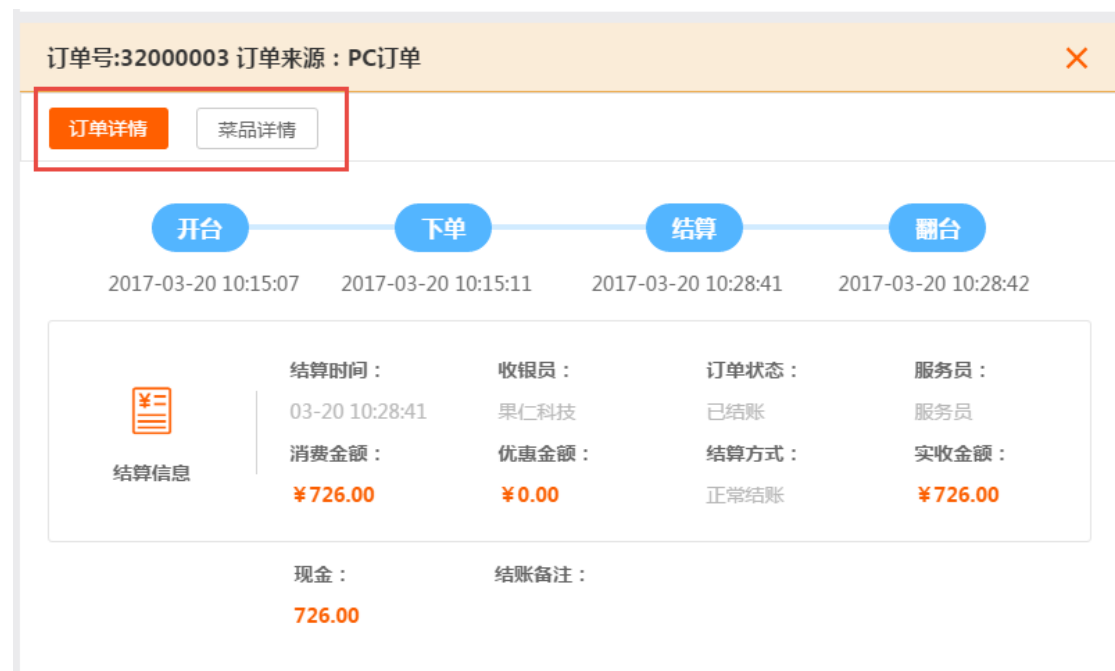 订单号:32000003 订单来源：PC订单
订单详情 菜品详情
开台 下单 结算 翻台
2017-03-20 10:15:07 2017-03-20 10:15:11 2017-03-20 10:28:41 2017-03-20 10:28:42
结算时间： 收银员： 订单状态： 服务员：
03-20 10:28:41 果仁科技 已结账 服务员
消费金额： 优惠金额： 结算方式： 实收金额：
结算信息
￥726.00 ￥0.00 正常结账 ￥726.00
现金： 结账备注：
726.00